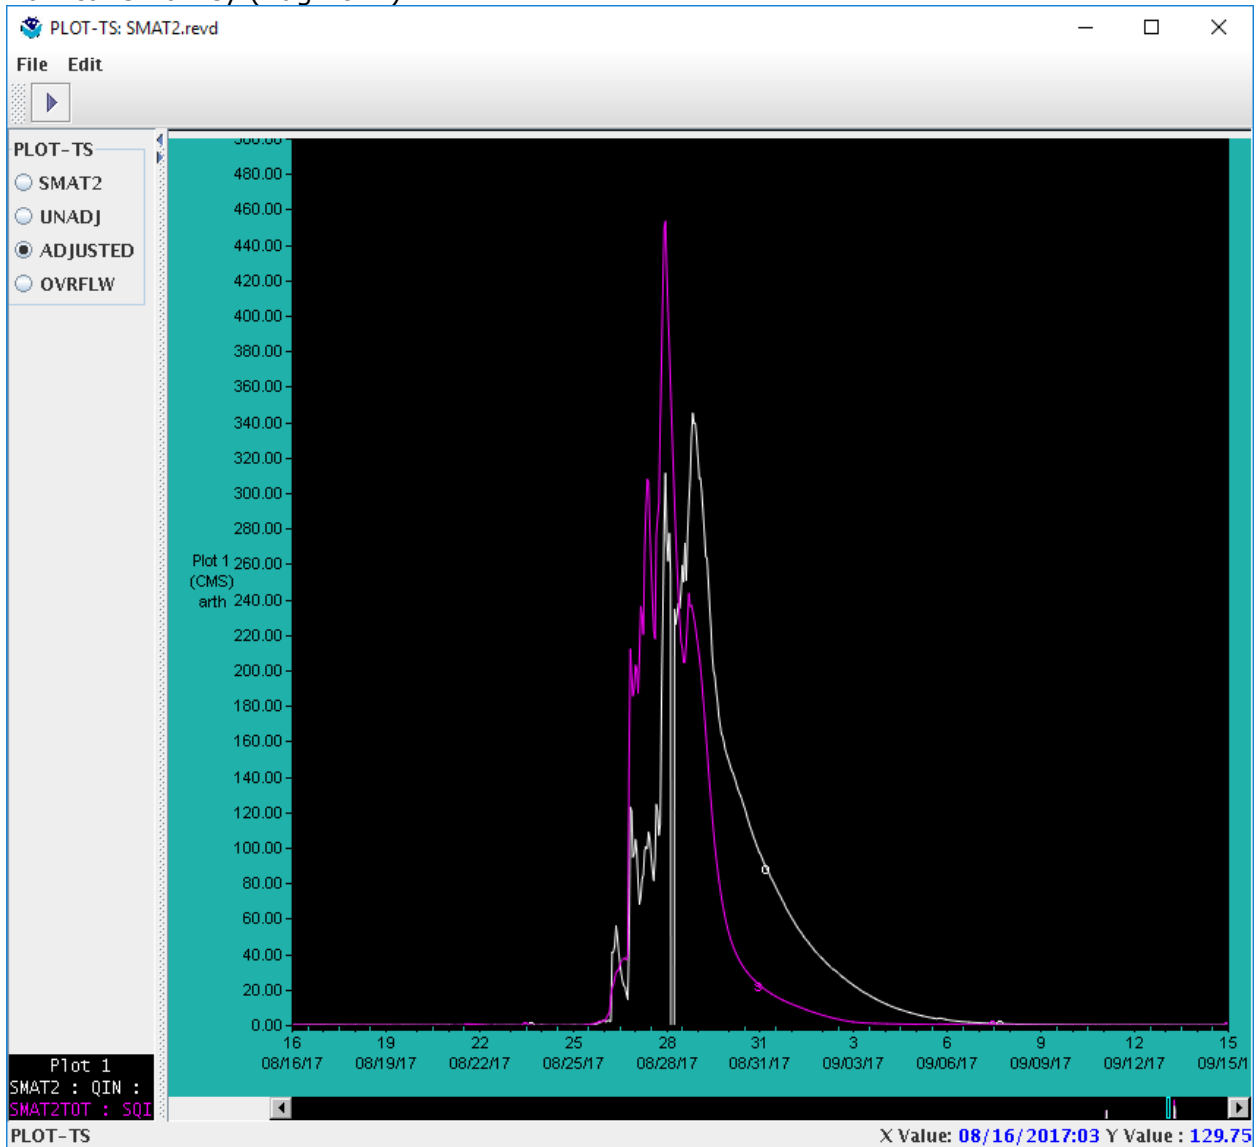 PLOT-TS: SMAT2.revd
File Edit
PLOT-TS
SMAT2
UNADJ
ADJUSTED
OVRFLW
480.00
460.00
440.00
420.00
400.00
380.00
360.00
340.00
320.00
300.00
280.00
Plot 1 260.00
(CMS)
arth 240.00
220.00
200.00
180.00
160.00
140.00
120.00
100.00
80.00
60.00
40.00
20.00
0.00
16 19 22 25 28 31 3 6 9 12 15
08/16/17 08/19/17 08/22/17 08/25/17 08/28/17 08/31/17 09/03/17 09/06/17 09/09/17 09/12/17 09/15/1
Plot 1
SMAT2 : QIN :
SMAT2TOT : SQI
PLOT-TS X Value: 08/16/2017:03 Y Value : 129.75